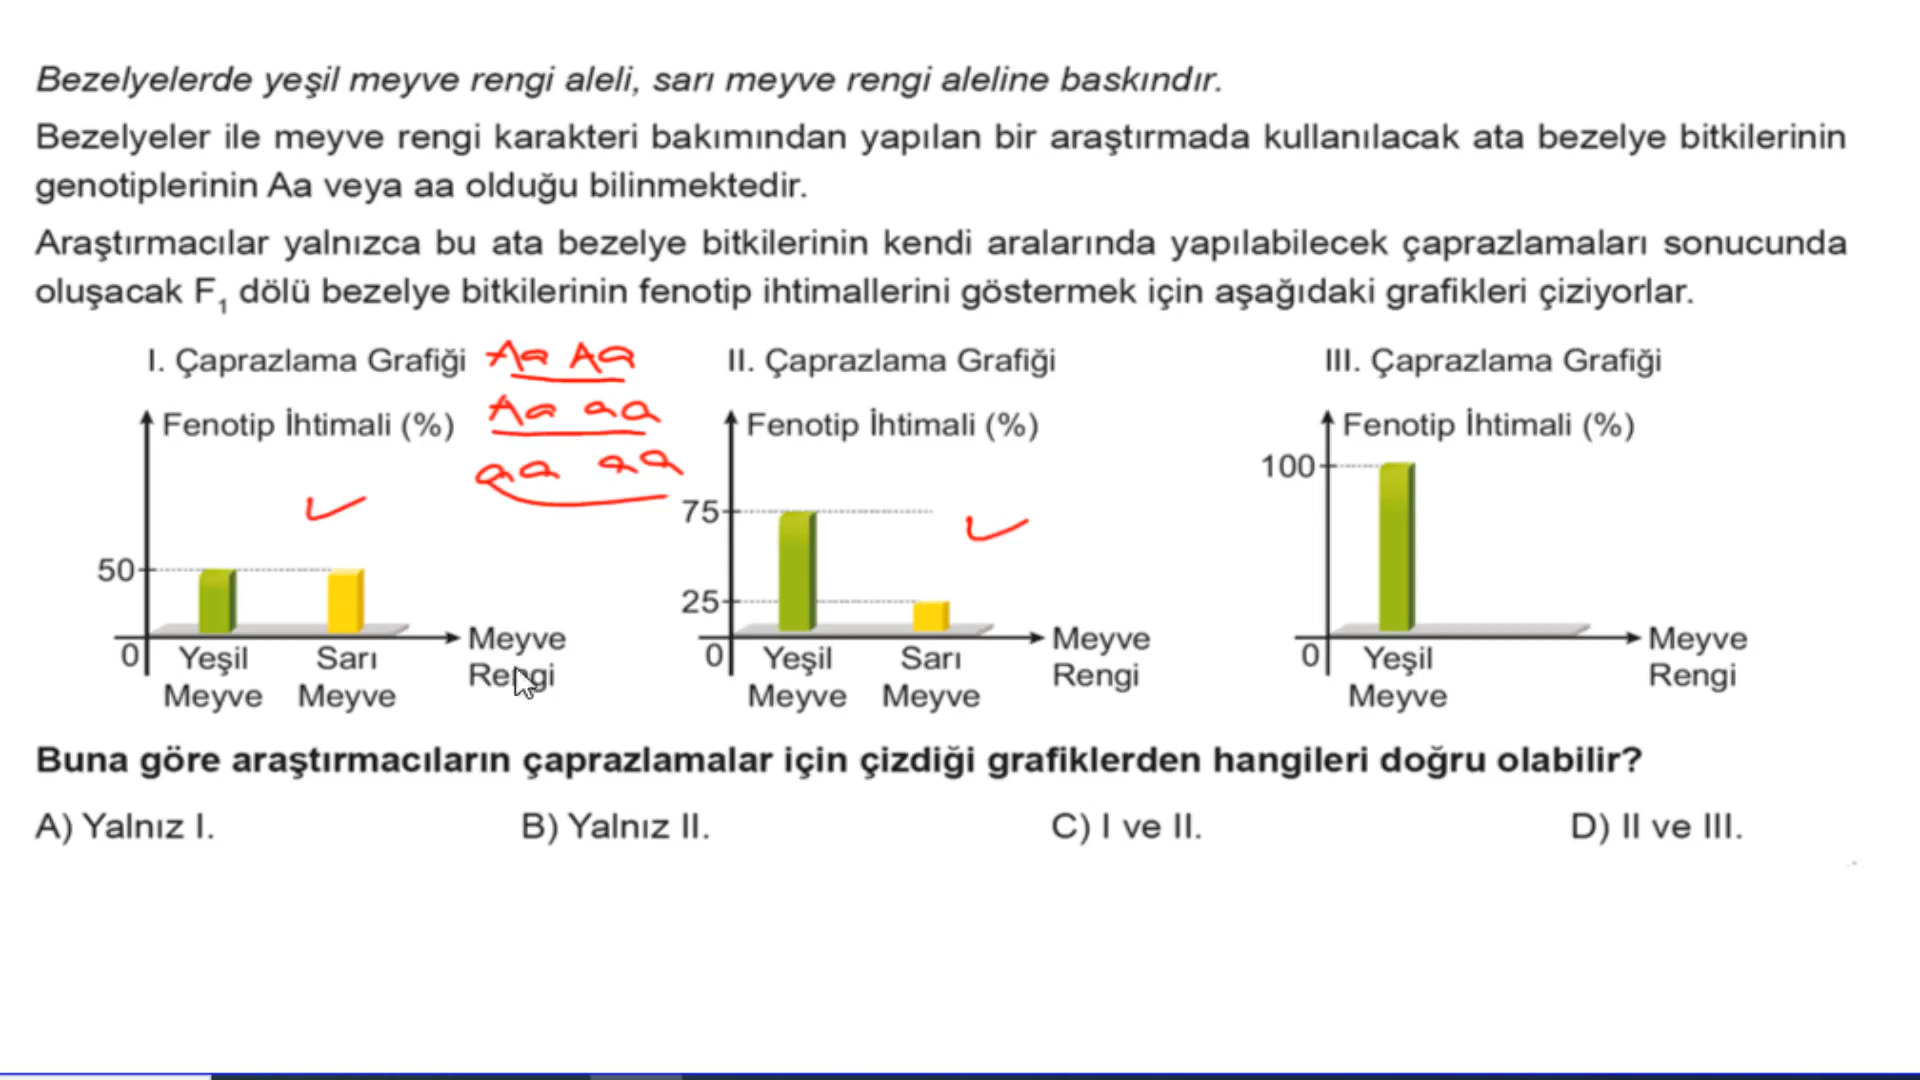 Bezelyelerde yeşil meyve rengi aleli, sarı meyve rengi aleline baskındır.
Bezelyeler ile meyve rengi karakteri bakımından yapılan bir araştırmada kullanılacak ata bezelye bitkilerinin
genotiplerinin Aa veya aa olduğu bilinmektedir.
Araştırmacılar yalnızca bu ata bezelye bitkilerinin kendi aralarında yapılabilecek çaprazlamaları sonucunda
oluşacak F₁ dölü bezelye bitkilerinin fenotip ihtimallerini göstermek için aşağıdaki grafikleri çiziyorlar.
I. Çaprazlama Grafiği
Fenotip İhtimali (%)
50
0
Yeşil Meyve
Sarı Meyve
Meyve Rengi
Aa Aa
Aa aa
aa aa
II. Çaprazlama Grafiği
Fenotip İhtimali (%)
75
25
0
Yeşil Meyve
Sarı Meyve
Meyve Rengi
III. Çaprazlama Grafiği
Fenotip İhtimali (%)
100
0
Yeşil Meyve
Meyve Rengi
Buna göre araştırmacıların çaprazlamalar için çizdiği grafiklerden hangileri doğru olabilir?
A) Yalnız I.
B) Yalnız II.
C) I ve II.
D) II ve III.